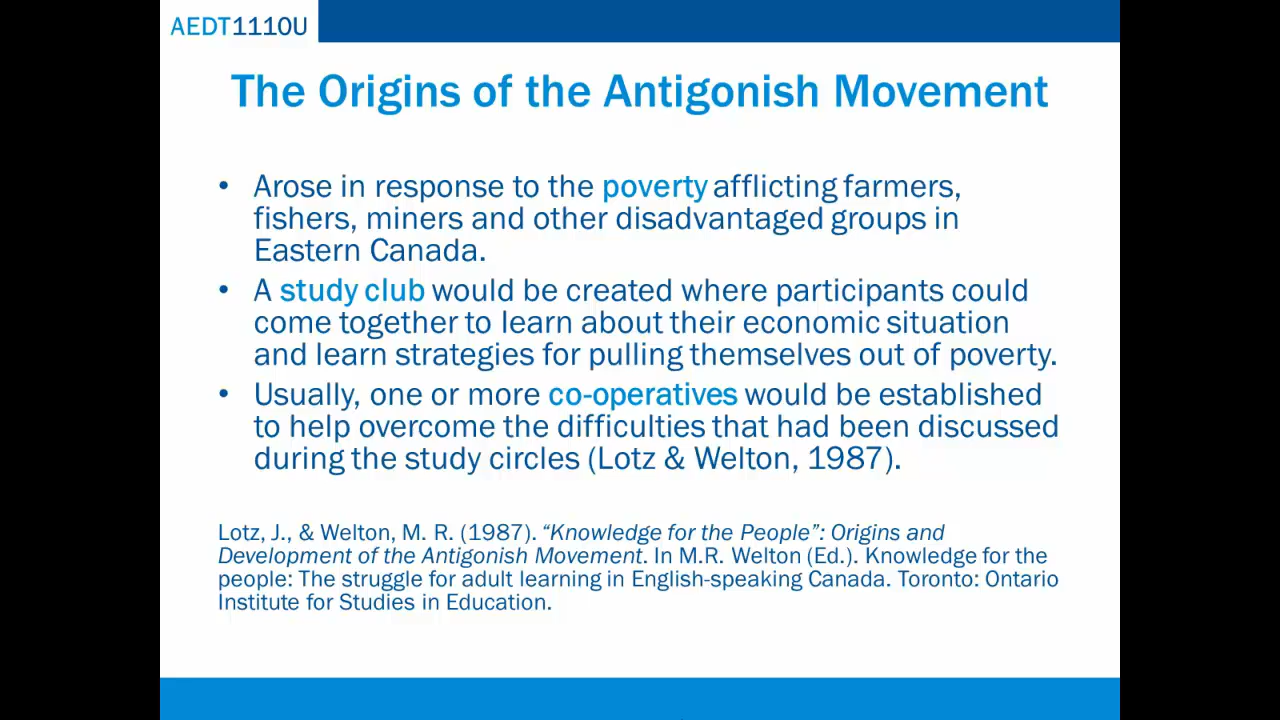 AEDT1110U
The Origins of the Antigonish Movement
• Arose in response to the poverty afflicting farmers,
fishers, miners and other disadvantaged groups in
Eastern Canada.
• A study club would be created where participants could
come together to learn about their economic situation
and learn strategies for pulling themselves out of poverty.
• Usually, one or more co-operatives would be established
to help overcome the difficulties that had been discussed
during the study circles (Lotz & Welton, 1987).
Lotz, J., & Welton, M. R. (1987). “Knowledge for the People”: Origins and
Development of the Antigonish Movement. In M.R. Welton (Ed.). Knowledge for the
people: The struggle for adult learning in English-speaking Canada. Toronto: Ontario
Institute for Studies in Education.